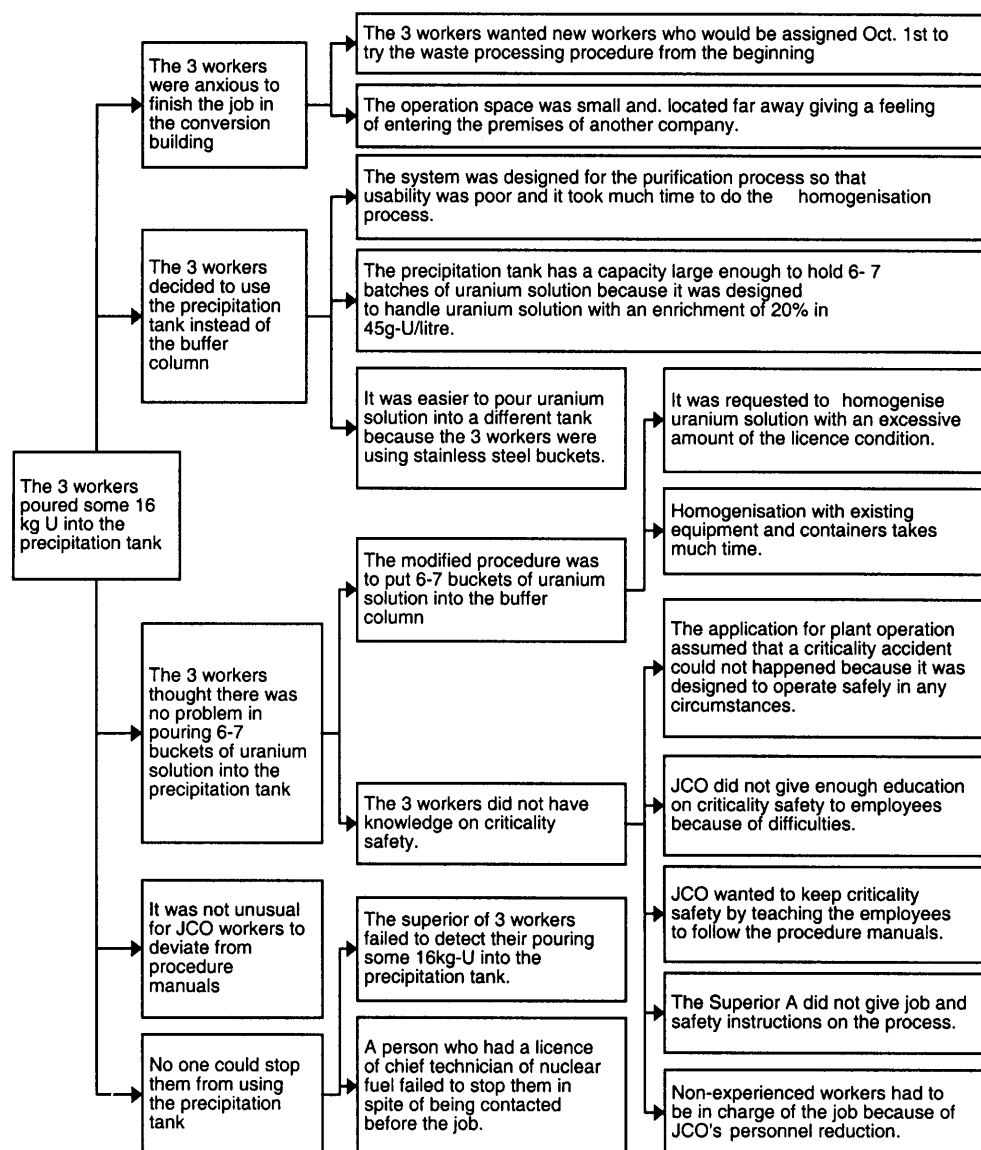 The 3 workers
poured some 16
kg U into the
precipitation tank
The 3 workers
were anxious to
finish the job in
the conversion
building
The 3 workers wanted new workers who would be assigned Oct. 1st to
try the waste processing procedure from the beginning
The operation space was small and. located far away giving a feeling
of entering the premises of another company.
The 3 workers
decided to use
the precipitation
tank instead of
the buffer
column
The system was designed for the purification process so that
usability was poor and it took much time to do the homogenisation
process.
The precipitation tank has a capacity large enough to hold 6- 7
batches of uranium solution because it was designed
to handle uranium solution with an enrichment of 20% in
45g-U/litre.
It was easier to pour uranium
solution into a different tank
because the 3 workers were
using stainless steel buckets.
The 3 workers
thought there was
no problem in
pouring 6-7
buckets of uranium
solution into the
precipitation tank
The modified procedure was
to put 6-7 buckets of uranium
solution into the buffer
column
It was requested to homogenise
uranium solution with an excessive
amount of the licence condition.
Homogenisation with existing
equipment and containers takes
much time.
The 3 workers did not have
knowledge on criticality
safety.
The application for plant operation
assumed that a criticality accident
could not happened because it was
designed to operate safely in any
circumstances.
JCO did not give enough education
on criticality safety to employees
because of difficulties.
JCO wanted to keep criticality
safety by teaching the employees
to follow the procedure manuals.
The Superior A did not give job and
safety instructions on the process.
Non-experienced workers had to
be in charge of the job because of
JCO's personnel reduction.
It was not unusual
for JCO workers to
deviate from
procedure
manuals
No one could stop
them from using
the precipitation
tank
The superior of 3 workers
failed to detect their pouring
some 16kg-U into the
precipitation tank.
A person who had a licence
of chief technician of nuclear
fuel failed to stop them in
spite of being contacted
before the job.